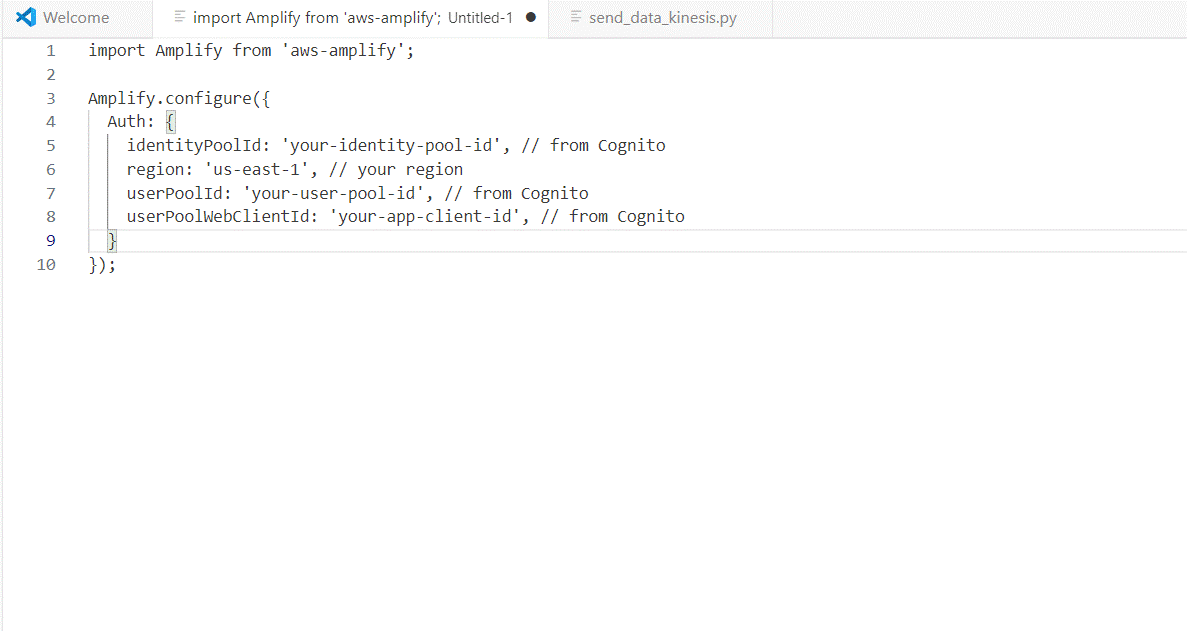 Welcome
import Amplify from 'aws-amplify'; Untitled-1
send_data_kinesis.py
1 import Amplify from 'aws-amplify';
2
3 Amplify.configure({
4 Auth: {
5 identityPoolId: 'your-identity-pool-id', // from Cognito
6 region: 'us-east-1', // your region
7 userPoolId: 'your-user-pool-id', // from Cognito
8 userPoolWebClientId: 'your-app-client-id', // from Cognito
9 }
10 });